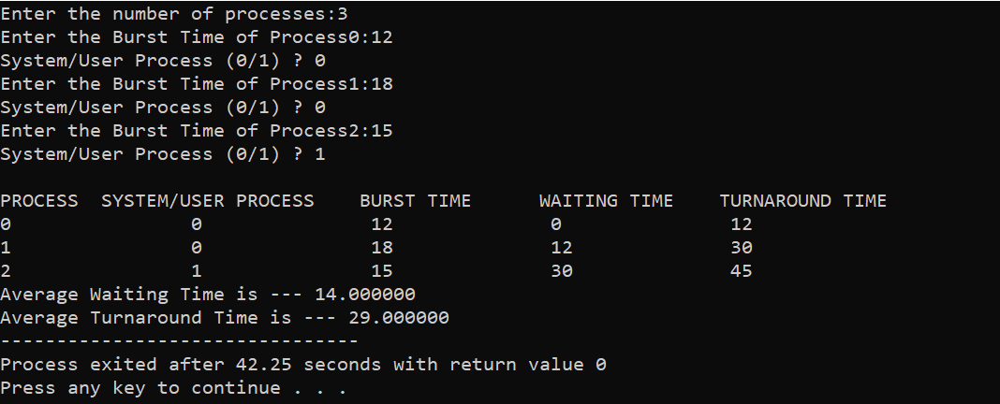 Enter the number of processes:3
Enter the Burst Time of Process0:12
System/User Process (0/1) ? 0
Enter the Burst Time of Process1:18
System/User Process (0/1) ? 0
Enter the Burst Time of Process2:15
System/User Process (0/1) ? 1
PROCESS  SYSTEM/USER PROCESS    BURST TIME      WAITING TIME    TURNAROUND TIME
0                0               12              0               12
1                0               18              12              30
2                1               15              30              45
Average Waiting Time is --- 14.000000
Average Turnaround Time is --- 29.000000
--------------------------------
Process exited after 42.25 seconds with return value 0
Press any key to continue . . .